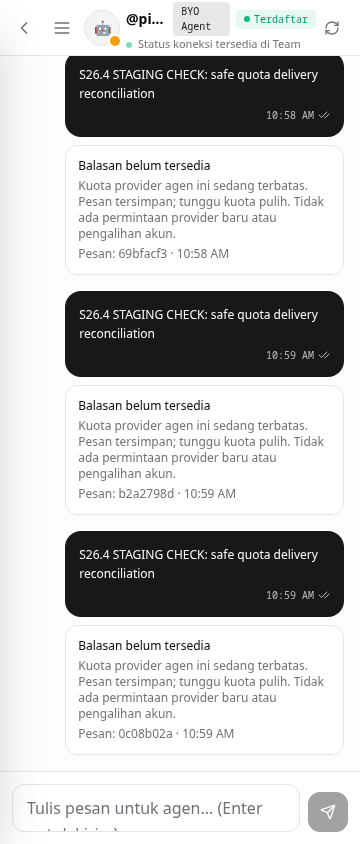 @pi...
BYO
Agent
Terdaftar
Status koneksi tersedia di Team
S26.4 STAGING CHECK: safe quota delivery
reconciliation
10:58 AM
Balasan belum tersedia
Kuota provider agen ini sedang terbatas.
Pesan tersimpan; tunggu kuota pulih. Tidak
ada permintaan provider baru atau
pengalihan akun.
Pesan: 69bfacf3 · 10:58 AM
S26.4 STAGING CHECK: safe quota delivery
reconciliation
10:59 AM
Balasan belum tersedia
Kuota provider agen ini sedang terbatas.
Pesan tersimpan; tunggu kuota pulih. Tidak
ada permintaan provider baru atau
pengalihan akun.
Pesan: b2a2798d · 10:59 AM
S26.4 STAGING CHECK: safe quota delivery
reconciliation
10:59 AM
Balasan belum tersedia
Kuota provider agen ini sedang terbatas.
Pesan tersimpan; tunggu kuota pulih. Tidak
ada permintaan provider baru atau
pengalihan akun.
Pesan: 0c08b02a · 10:59 AM
Tulis pesan untuk agen... (Enter